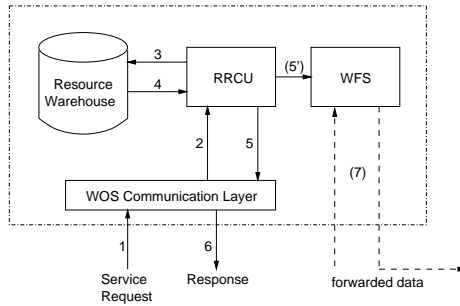 3
Resource
Warehouse
4
RRCU
(5')
WFS
2
5
(7)
WOS Communication Layer
1
6
Service
Request
Response
forwarded data